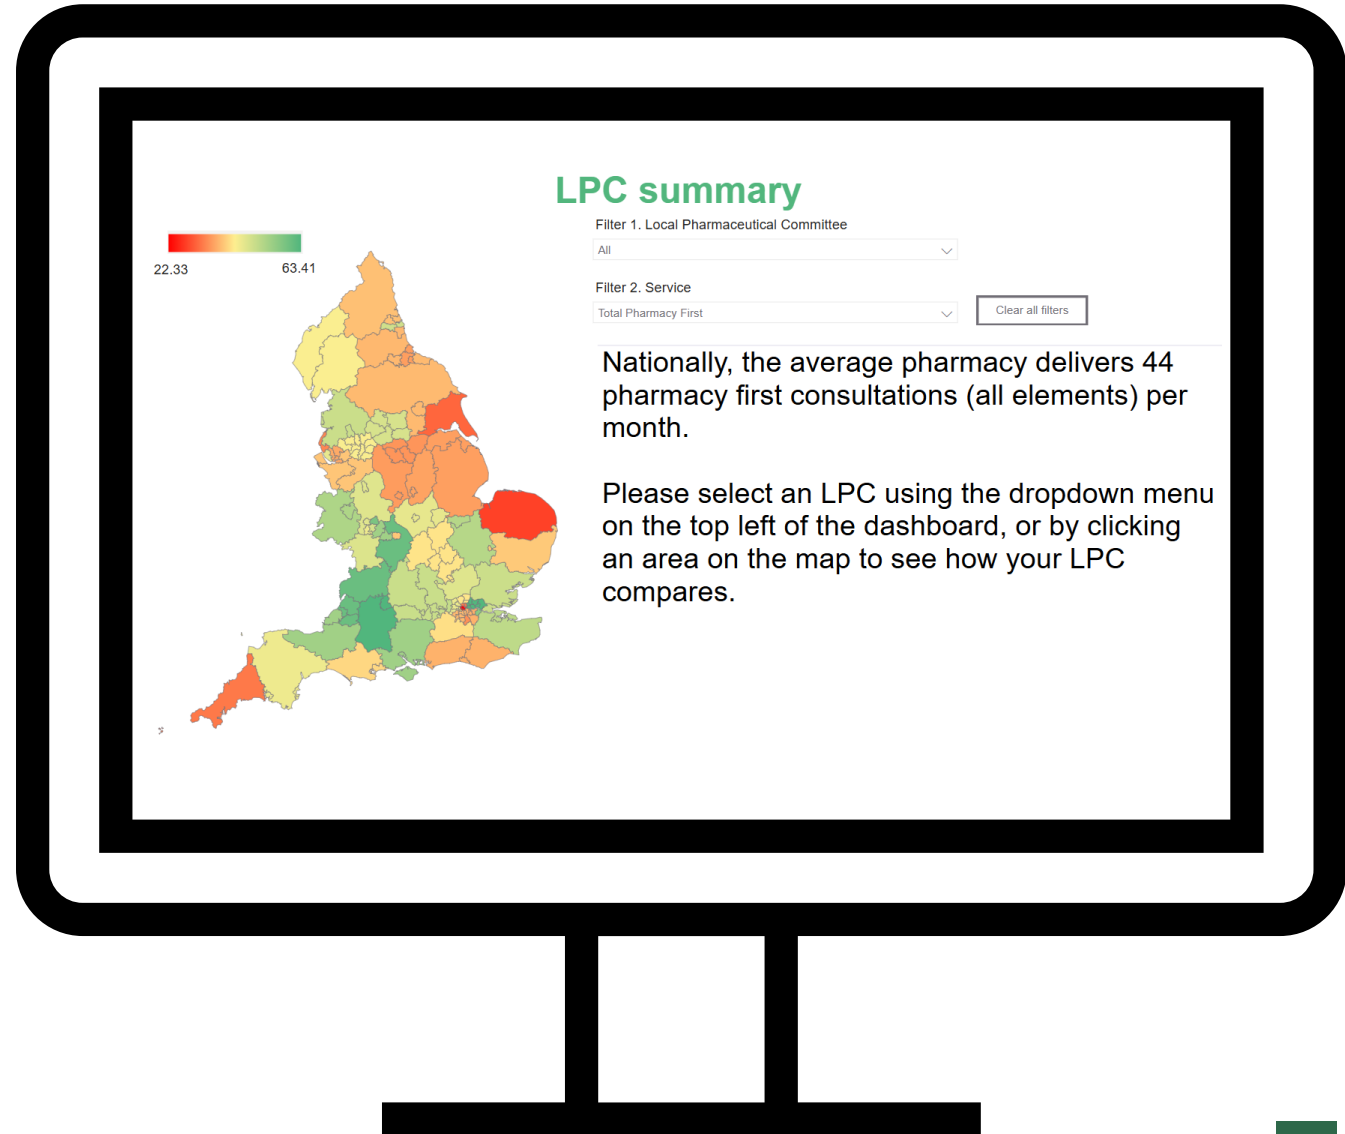 LPC summary
22.33
63.41
Filter 1. Local Pharmaceutical Committee
All
Filter 2. Service
Total Pharmacy First
Clear all filters
Nationally, the average pharmacy delivers 44
pharmacy first consultations (all elements) per
month.
Please select an LPC using the dropdown menu
on the top left of the dashboard, or by clicking
an area on the map to see how your LPC
compares.